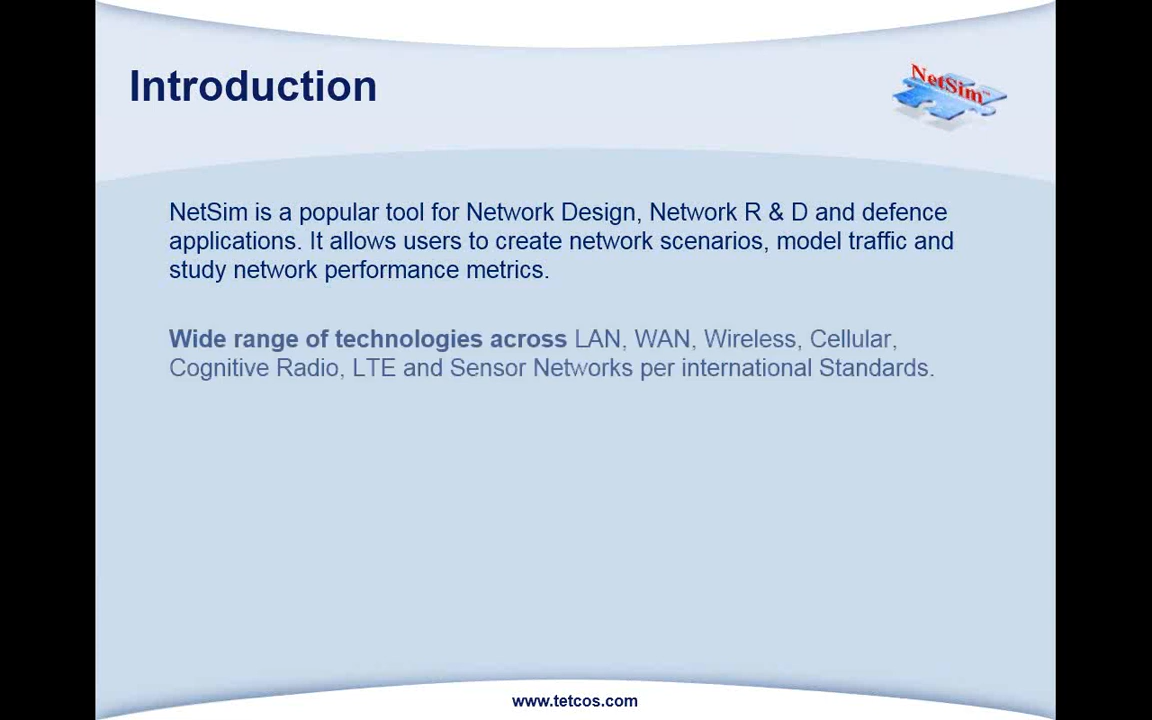 Introduction
NetSim™
NetSim is a popular tool for Network Design, Network R & D and defence
applications. It allows users to create network scenarios, model traffic and
study network performance metrics.
Wide range of technologies across LAN, WAN, Wireless, Cellular,
Cognitive Radio, LTE and Sensor Networks per international Standards.
www.tetcos.com